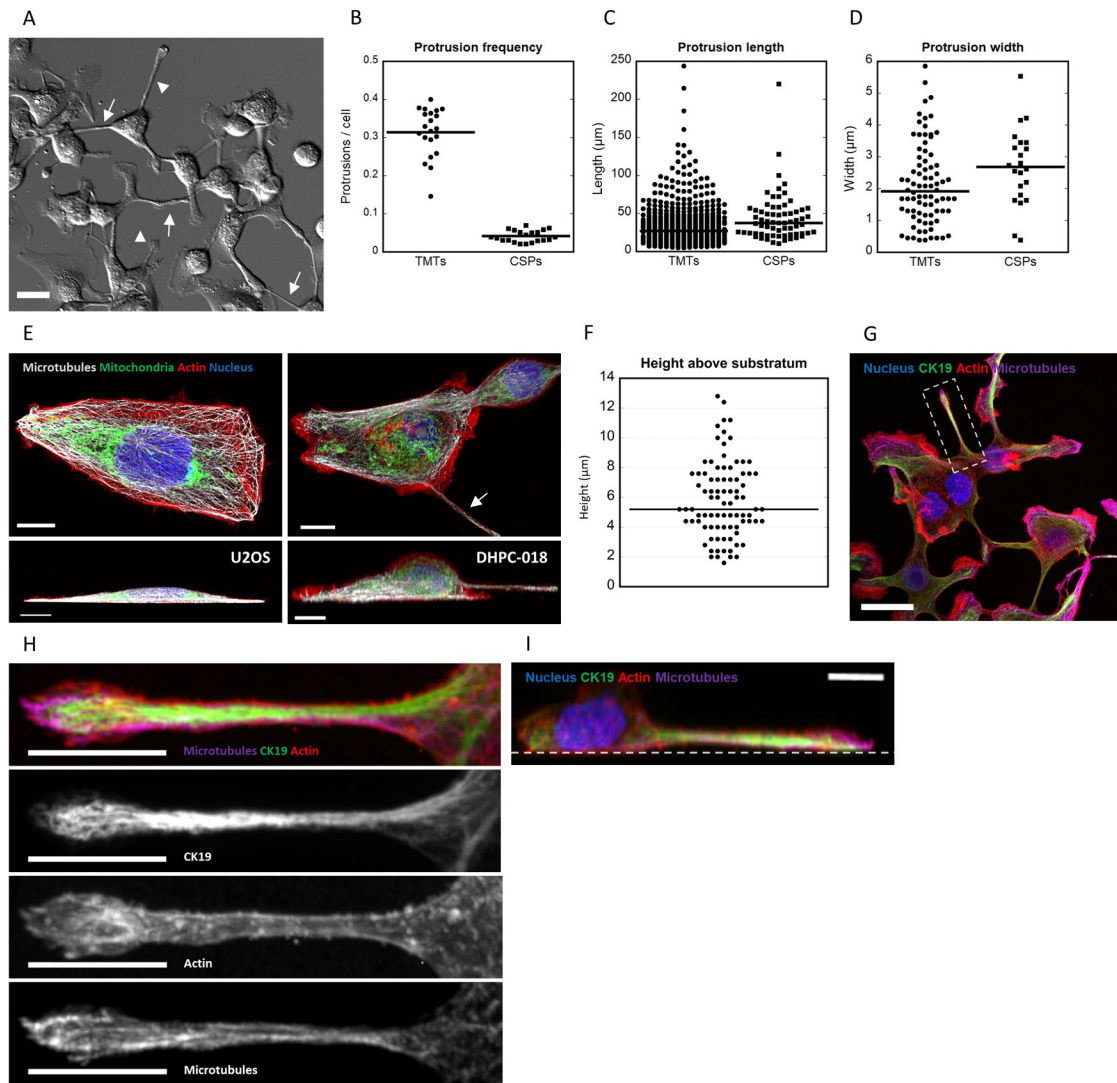 A
B
Protrusion frequency
Protrusions / cell
0.5
0.4
0.3
0.2
0.1
0
TMTs CSPs
C
Protrusion length
Length (µm)
250
200
150
100
50
0
TMTs CSPs
D
Protrusion width
Width (µm)
6
5
4
3
2
1
0
TMTs CSPs
E
Microtubules Mitochondria Actin Nucleus
U2OS
DHPC-018
F
Height above substratum
Height (µm)
14
12
10
8
6
4
2
0
G
Nucleus CK19 Actin Microtubules
H
Microtubules CK19 Actin
CK19
Actin
Microtubules
I
Nucleus CK19 Actin Microtubules